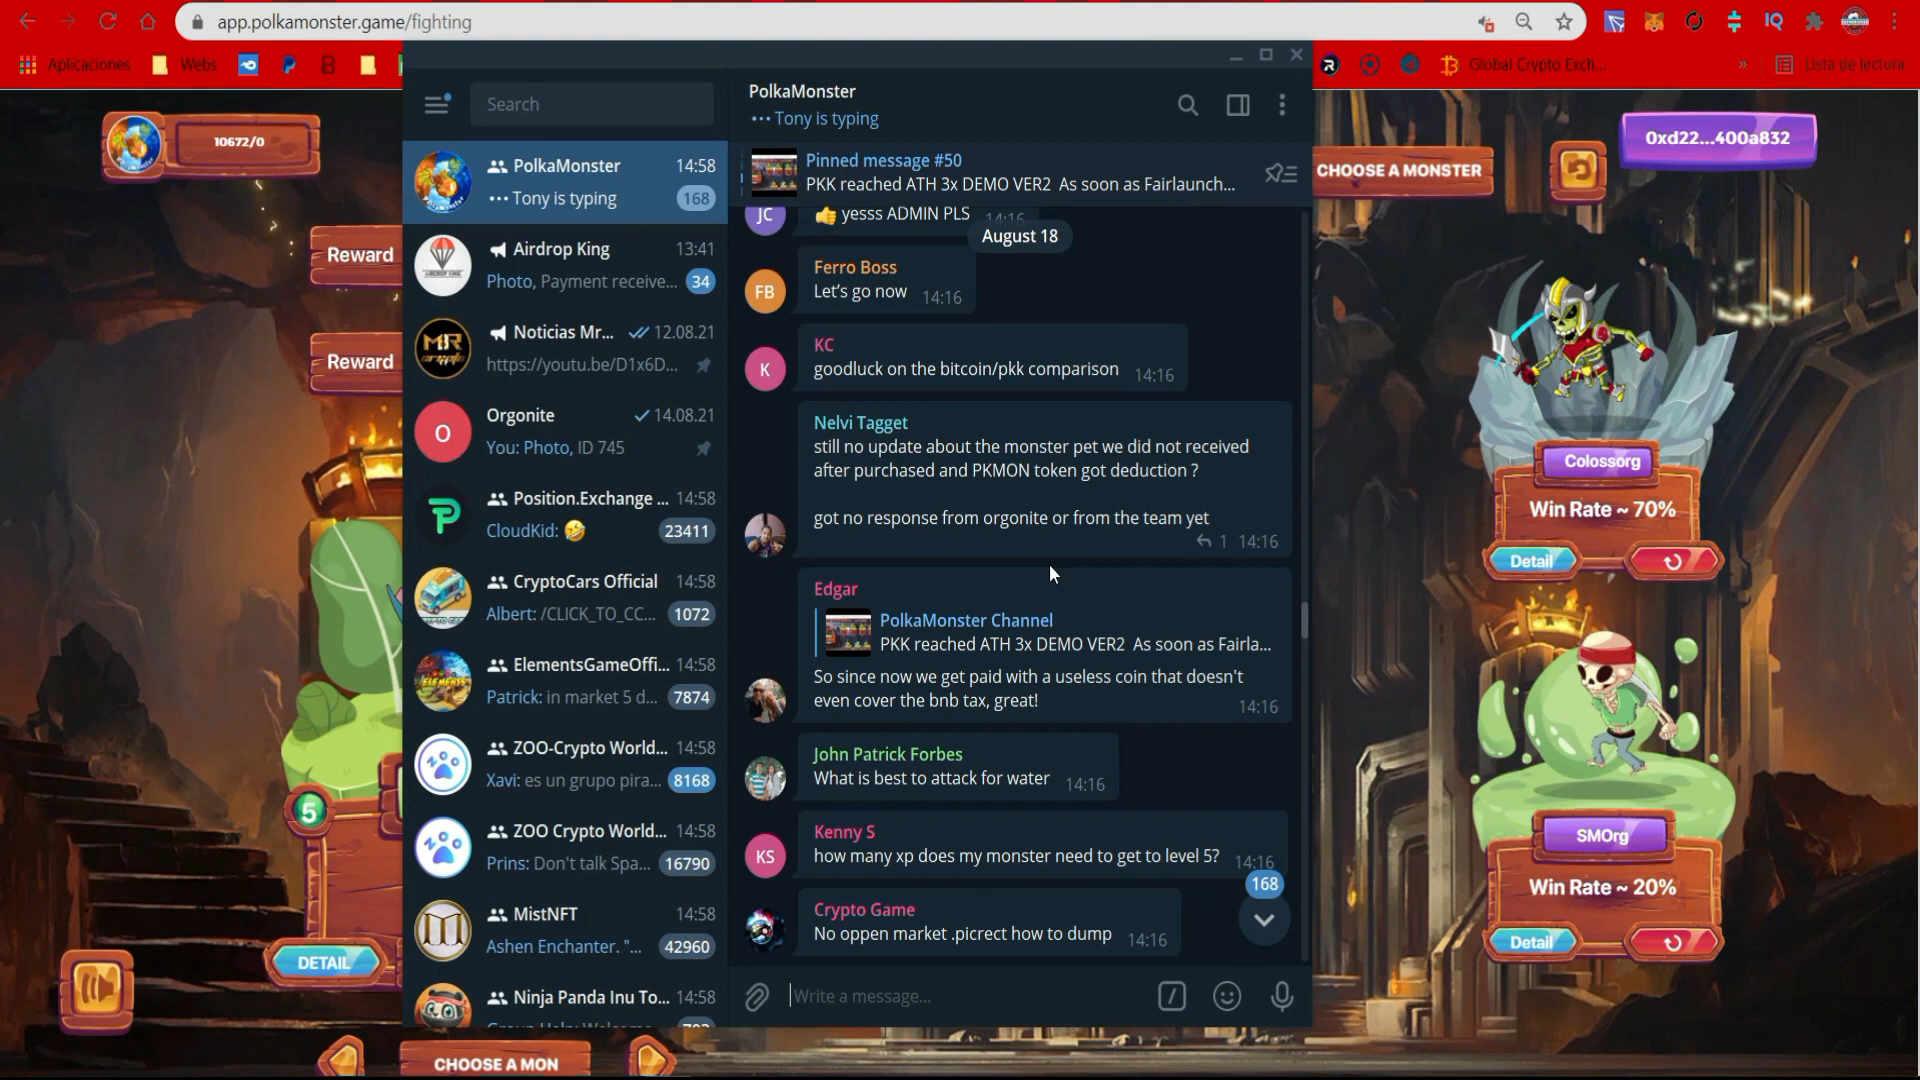 app.polkamonster.game/fighting
Aplicaciones
Webs
Global Crypto Exch...
»
Lista de lectura
10672/0
Reward
Reward
5
DETAIL
CHOOSE A MON
Search
PolkaMonster 14:58
Tony is typing 168
Airdrop King 13:41
Photo, Payment receive... 34
Noticias Mr... 12.08.21
https://youtu.be/D1x6D...
Orgonite 14.08.21
You: Photo, ID 745
Position.Exchange ... 14:58
CloudKid: 🤣 23411
CryptoCars Official 14:58
Albert: /CLICK_TO_CC... 1072
ElementsGameOffi... 14:58
Patrick: in market 5 d... 7874
ZOO-Crypto World... 14:58
Xavi: es un grupo pira... 8168
ZOO Crypto World... 14:58
Prins: Don't talk Spa... 16790
MistNFT 14:58
Ashen Enchanter. "... 42960
Ninja Panda Inu To... 14:58
PolkaMonster
Tony is typing
Pinned message #50
PKK reached ATH 3x DEMO VER2 As soon as Fairlaunch...
JC
👍 yesss ADMIN PLS 14:16
August 18
FB
Ferro Boss
Let's go now 14:16
K
KC
goodluck on the bitcoin/pkk comparison 14:16
Nelvi Tagget
still no update about the monster pet we did not received
after purchased and PKMON token got deduction ?
got no response from orgonite or from the team yet
1 14:16
Edgar
PolkaMonster Channel
PKK reached ATH 3x DEMO VER2 As soon as Fairla...
So since now we get paid with a useless coin that doesn't
even cover the bnb tax, great! 14:16
John Patrick Forbes
What is best to attack for water 14:16
KS
Kenny S
how many xp does my monster need to get to level 5? 14:16
168
Crypto Game
No oppen market .picrect how to dump 14:16
Write a message...
0xd22...400a832
CHOOSE A MONSTER
Colossorg
Win Rate ~ 70%
Detail
SMOrg
Win Rate ~ 20%
Detail